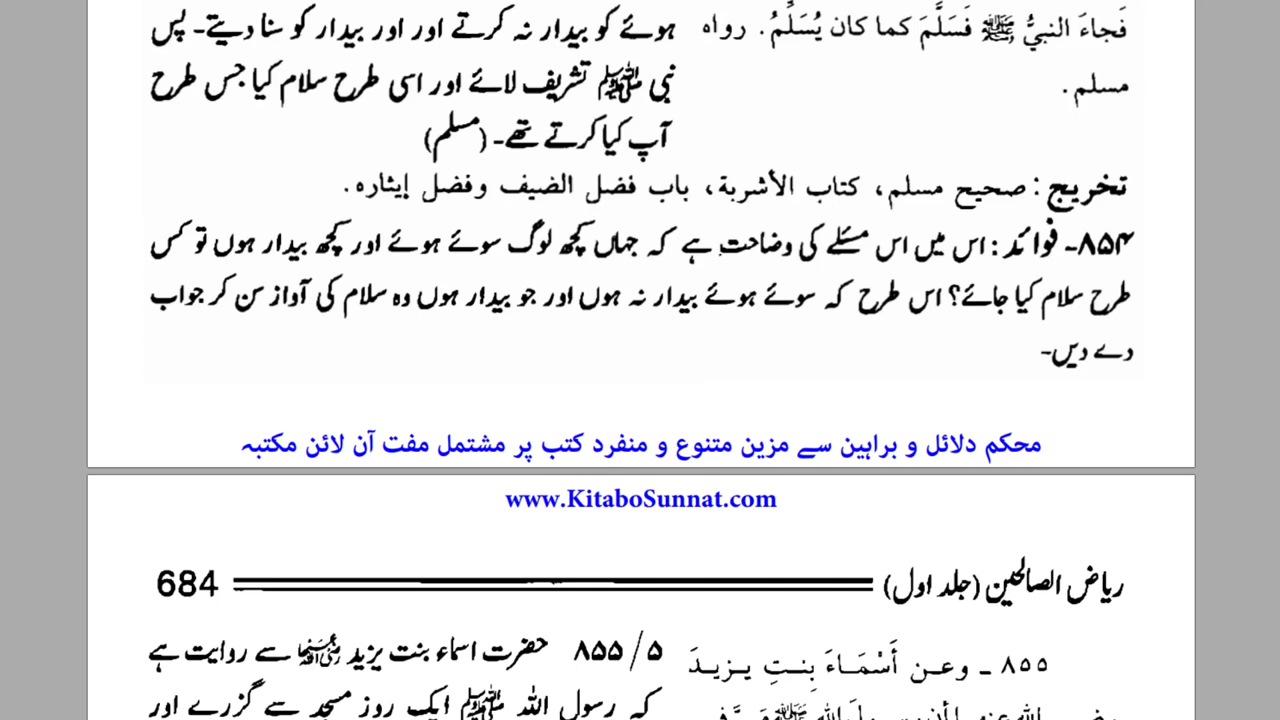 فَجاءَ النبيُّ ﷺ فَسَلَّمَ كما كان يُسَلِّمُ. رواه
مسلم.
ہوئے کو بیدار نہ کرتے اور اور بیدار کو سنا دیتے۔ پس
نبی ﷺ تشریف لائے اور اسی طرح سلام کیا جس طرح
آپ کیا کرتے تھے۔ (مسلم)
تخریج: صحیح مسلم، کتاب الأشربة، باب فضل الضیف وفضل إیثاره.
۸۵۴- فوائد: اس میں اس مسئلے کی وضاحت ہے کہ جہاں کچھ لوگ سوئے ہوئے اور کچھ بیدار ہوں تو کس
طرح سلام کیا جائے؟ اس طرح کہ سوئے ہوئے بیدار نہ ہوں اور جو بیدار ہوں وہ سلام کی آواز سن کر جواب
دے دیں۔
محکم دلائل و براہین سے مزین متنوع و منفرد کتب پر مشتمل مفت آن لائن مکتبہ
www.KitaboSunnat.com
ریاض الصالحین (جلد اول) 684
٨٥٥ ـ وعـن أَسْمَـاءَ بِنـتِ يـزيـدَ
۵/ ۸۵۵ حضرت اسماء بنت یزید رضی اللہ عنہا سے روایت ہے
کہ رسول اللہ ﷺ ایک روز مسجد سے گزرے اور